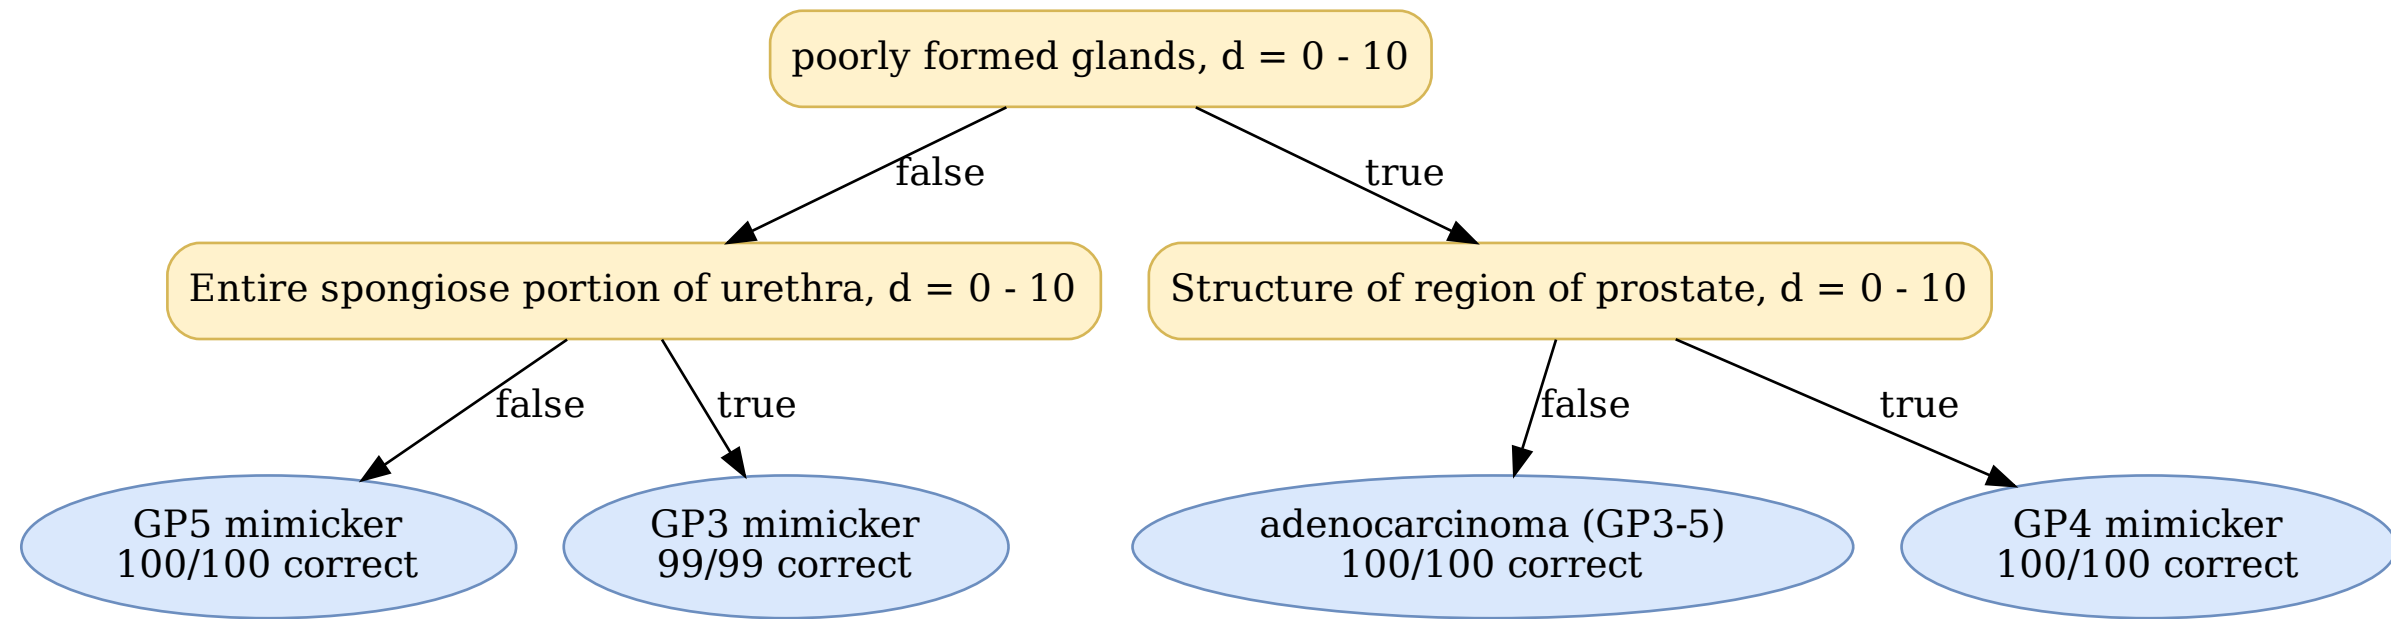 poorly formed glands, d = 0 - 10
false
true
Entire spongiose portion of urethra, d = 0 - 10
Structure of region of prostate, d = 0 - 10
false
true
false
true
GP5 mimicker
100/100 correct
GP3 mimicker
99/99 correct
adenocarcinoma (GP3-5)
100/100 correct
GP4 mimicker
100/100 correct